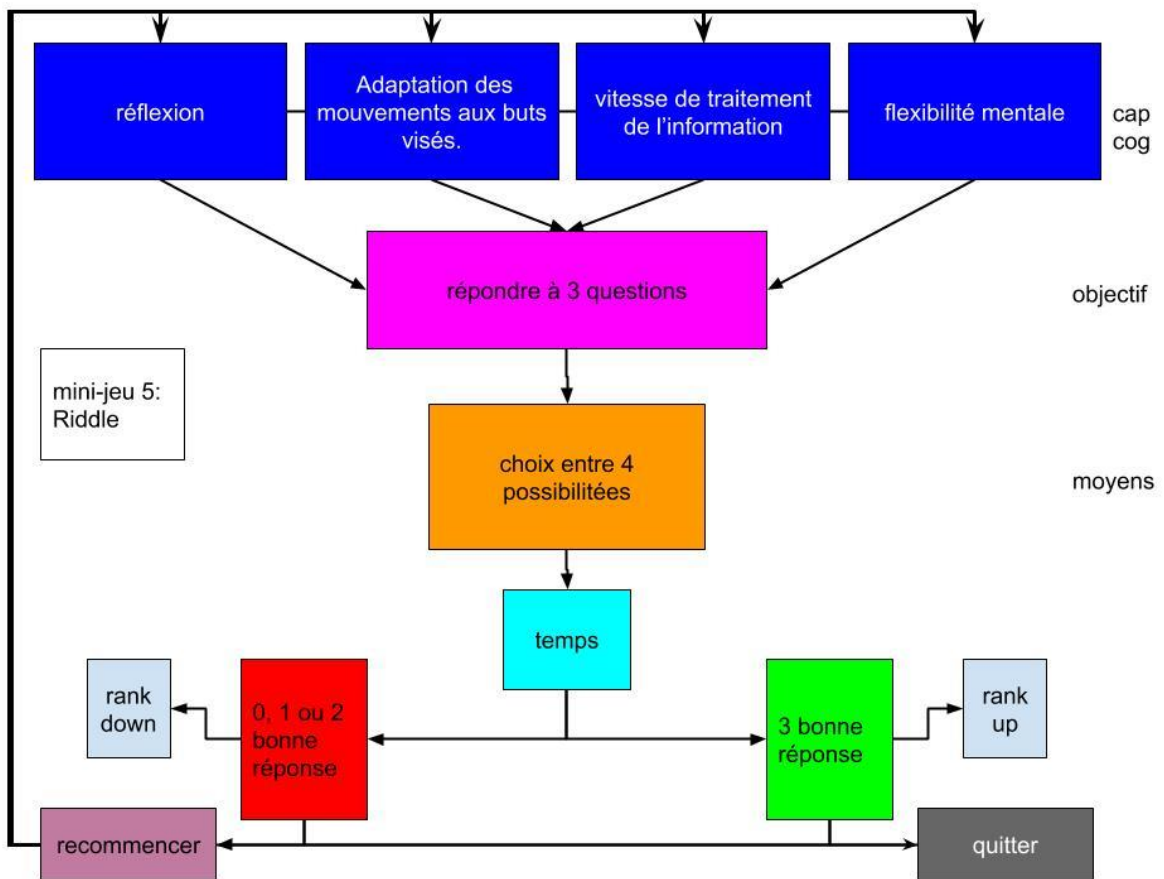 réflexion
Adaptation des
mouvements aux buts
visés.
vitesse de traitement
de l'information
flexibilité mentale
cap
cog
répondre à 3 questions
objectif
mini-jeu 5:
Riddle
choix entre 4
possibilitées
moyens
temps
rank
down
0, 1 ou 2
bonne
réponse
3 bonne
réponse
rank
up
recommencer
quitter